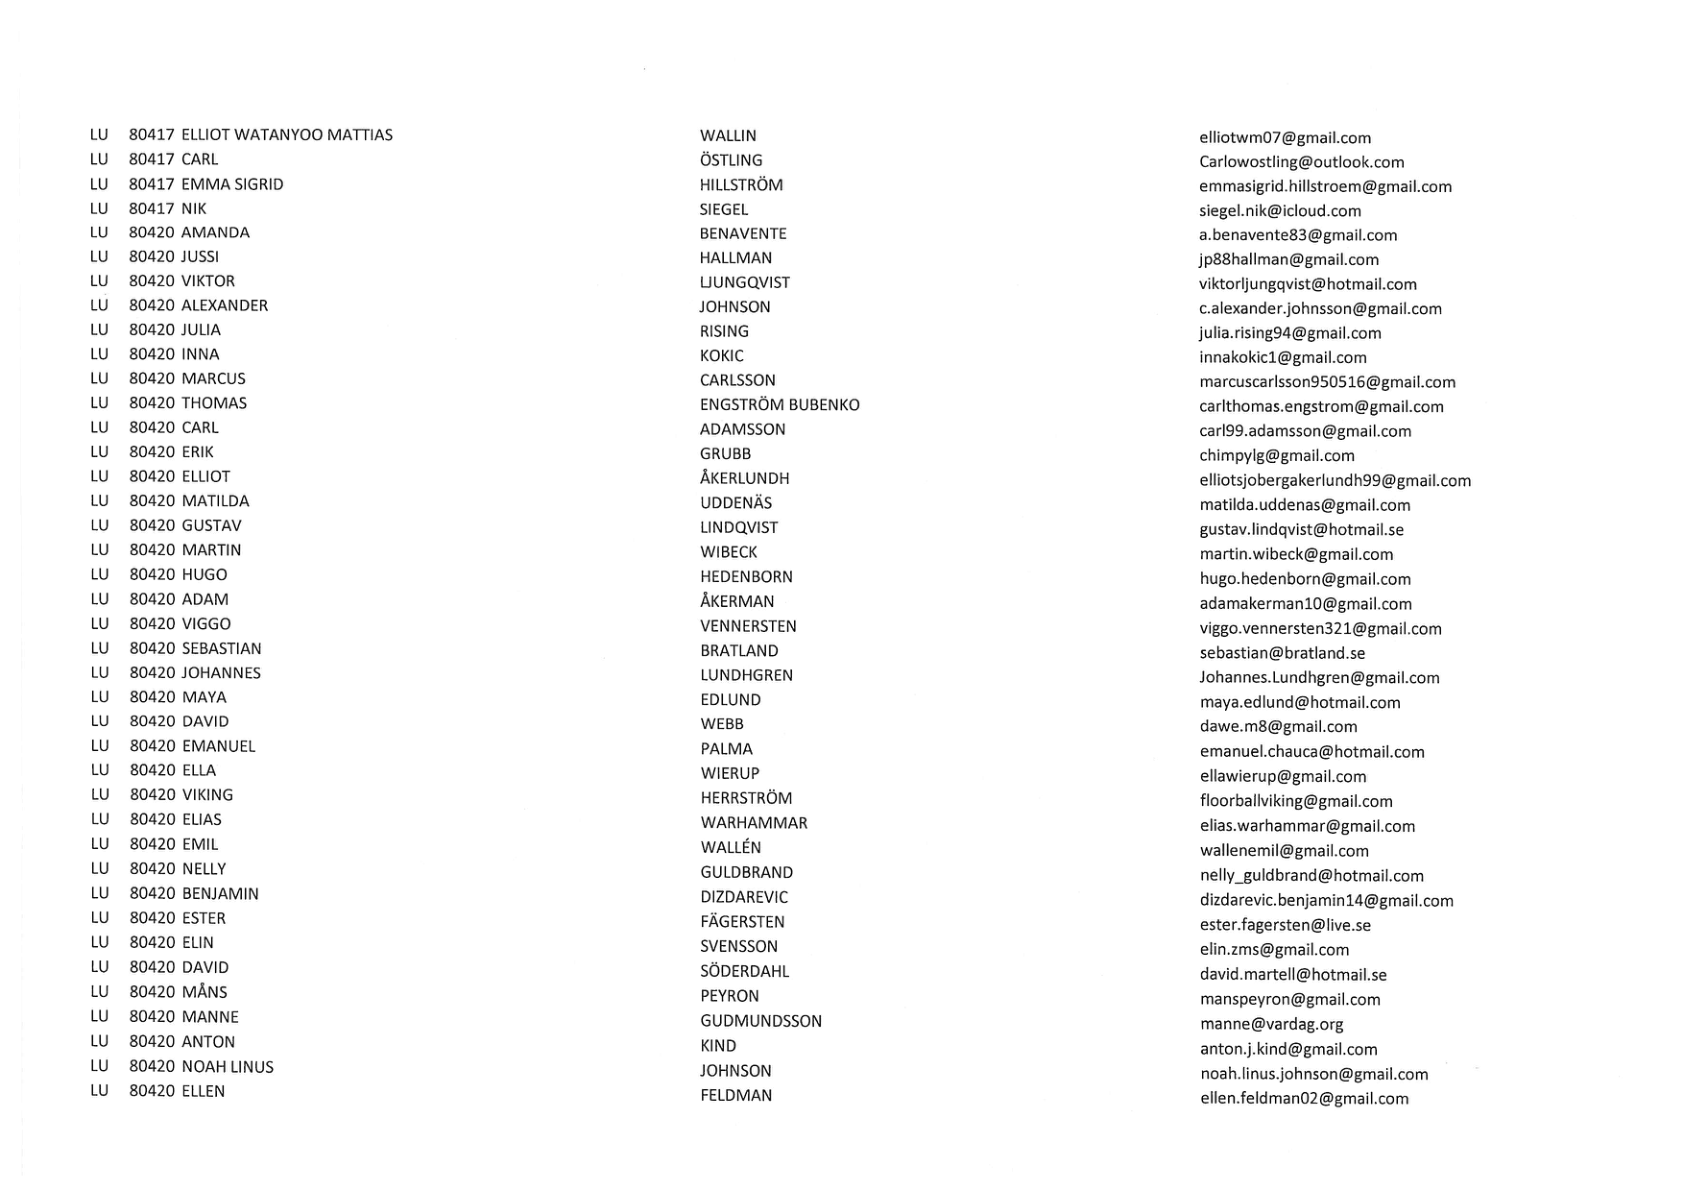 LU 80417 ELLIOT WATANYOO MATTIAS WALLIN elliotwm07@gmail.com
LU 80417 CARL ÖSTLING Carlowostling@outlook.com
LU 80417 EMMA SIGRID HILLSTRÖM emmasigrid.hillstroem@gmail.com
LU 80417 NIK SIEGEL siegel.nik@icloud.com
LU 80420 AMANDA BENAVENTE a.benavente83@gmail.com
LU 80420 JUSSI HALLMAN jp88hallman@gmail.com
LU 80420 VIKTOR LJUNGQVIST viktorljungqvist@hotmail.com
LU 80420 ALEXANDER JOHNSON c.alexander.johnsson@gmail.com
LU 80420 JULIA RISING julia.rising94@gmail.com
LU 80420 INNA KOKIC innakokic1@gmail.com
LU 80420 MARCUS CARLSSON marcuscarlsson950516@gmail.com
LU 80420 THOMAS ENGSTRÖM BUBENKO carlthomas.engstrom@gmail.com
LU 80420 CARL ADAMSSON carl99.adamsson@gmail.com
LU 80420 ERIK GRUBB chimpylg@gmail.com
LU 80420 ELLIOT ÅKERLUNDH elliotsjobergakerlundh99@gmail.com
LU 80420 MATILDA UDDENÄS matilda.uddenas@gmail.com
LU 80420 GUSTAV LINDQVIST gustav.lindqvist@hotmail.se
LU 80420 MARTIN WIBECK martin.wibeck@gmail.com
LU 80420 HUGO HEDENBORN hugo.hedenborn@gmail.com
LU 80420 ADAM ÅKERMAN adamakerman10@gmail.com
LU 80420 VIGGO VENNERSTEN viggo.vennersten321@gmail.com
LU 80420 SEBASTIAN BRATLAND sebastian@bratland.se
LU 80420 JOHANNES LUNDHGREN Johannes.Lundhgren@gmail.com
LU 80420 MAYA EDLUND maya.edlund@hotmail.com
LU 80420 DAVID WEBB dawe.m8@gmail.com
LU 80420 EMANUEL PALMA emanuel.chauca@hotmail.com
LU 80420 ELLA WIERUP ellawierup@gmail.com
LU 80420 VIKING HERRSTRÖM floorballviking@gmail.com
LU 80420 ELIAS WARHAMMAR elias.warhammar@gmail.com
LU 80420 EMIL WALLÉN wallenemil@gmail.com
LU 80420 NELLY GULDBRAND nelly_guldbrand@hotmail.com
LU 80420 BENJAMIN DIZDAREVIC dizdarevic.benjamin14@gmail.com
LU 80420 ESTER FÄGERSTEN ester.fagersten@live.se
LU 80420 ELIN SVENSSON elin.zms@gmail.com
LU 80420 DAVID SÖDERDAHL david.martell@hotmail.se
LU 80420 MÅNS PEYRON manspeyron@gmail.com
LU 80420 MANNE GUDMUNDSSON manne@vardag.org
LU 80420 ANTON KIND anton.j.kind@gmail.com
LU 80420 NOAH LINUS JOHNSON noah.linus.johnson@gmail.com
LU 80420 ELLEN FELDMAN ellen.feldman02@gmail.com